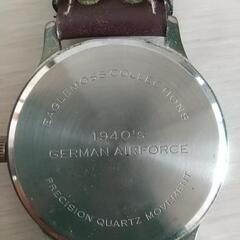 EAGLEMOSS COLLECTIONS
1940's
GERMAN AIRFORCE
PRECISION QUARTZ MOVEMENT